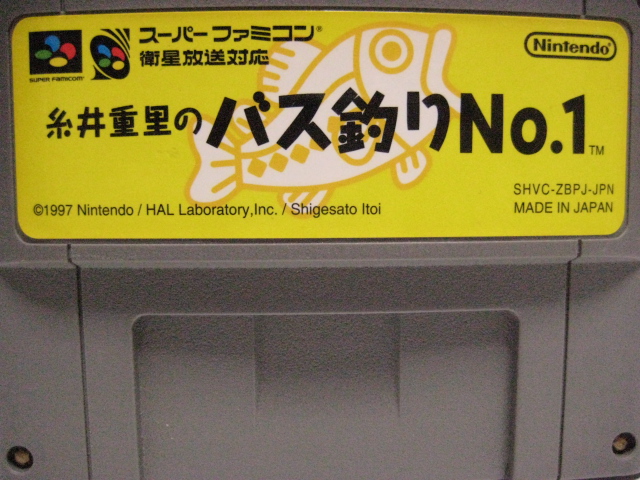 SUPER FAMICOM
スーパーファミコン®
衛星放送対応
Nintendo®
糸井重里のバス釣りNo.1™
SHVC-ZBPJ-JPN
©1997 Nintendo / HAL Laboratory,Inc. / Shigesato Itoi
MADE IN JAPAN